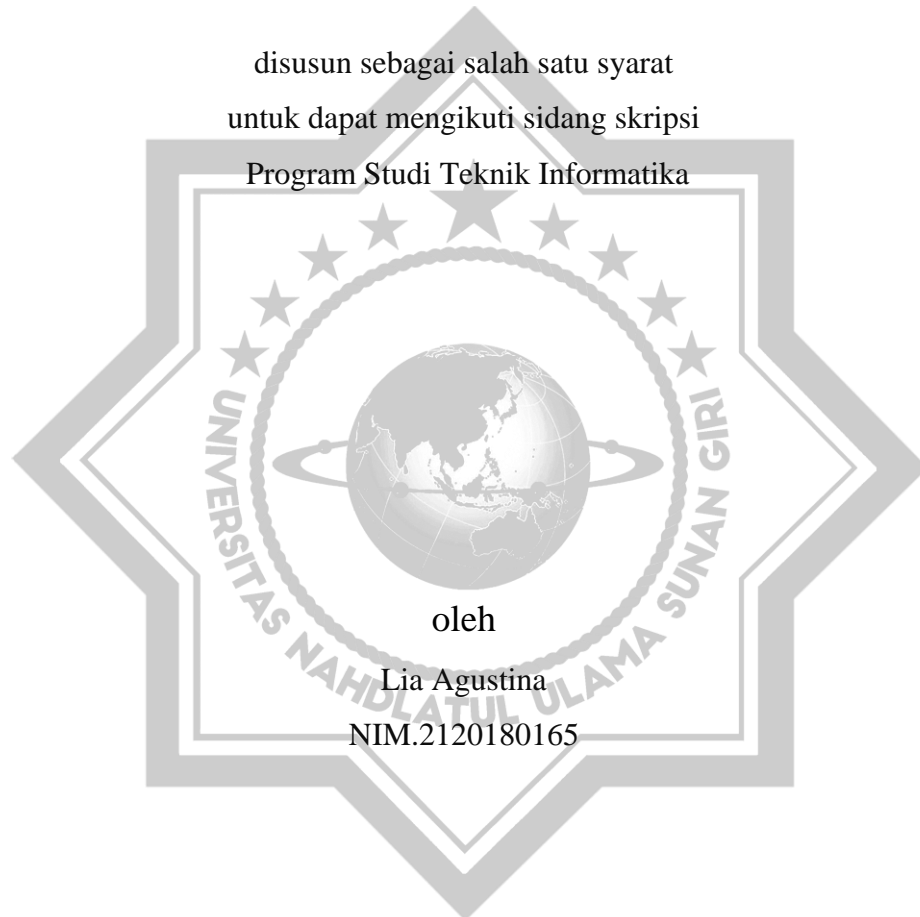 disusun sebagai salah satu syarat
untuk dapat mengikuti sidang skripsi
Program Studi Teknik Informatika
UNIVERSITAS NAHDLATUL ULAMA SUNAN GIRI
oleh
Lia Agustina
NIM.2120180165